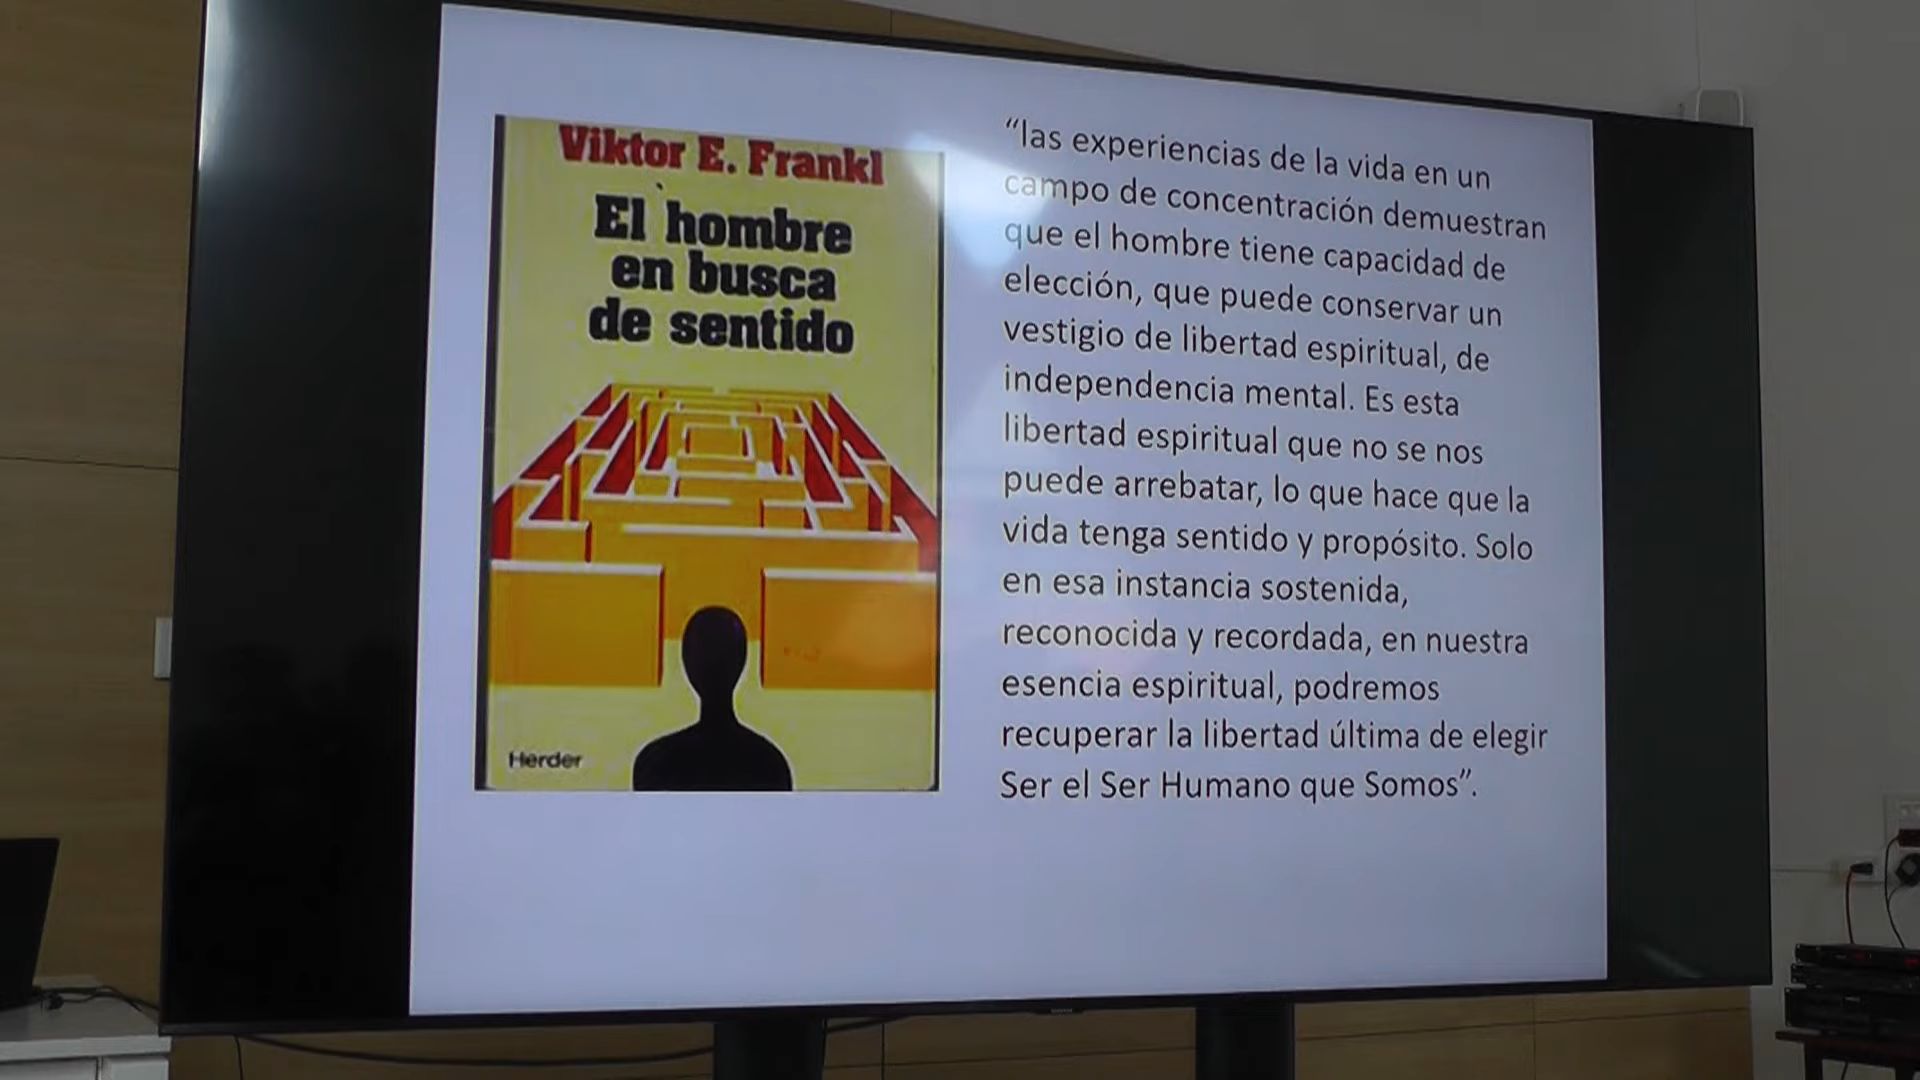 Viktor E. Frankl
El hombre
en busca
de sentido
Herder
“las experiencias de la vida en un
campo de concentración demuestran
que el hombre tiene capacidad de
elección, que puede conservar un
vestigio de libertad espiritual, de
independencia mental. Es esta
libertad espiritual que no se nos
puede arrebatar, lo que hace que la
vida tenga sentido y propósito. Solo
en esa instancia sostenida,
reconocida y recordada, en nuestra
esencia espiritual, podremos
recuperar la libertad última de elegir
Ser el Ser Humano que Somos”.